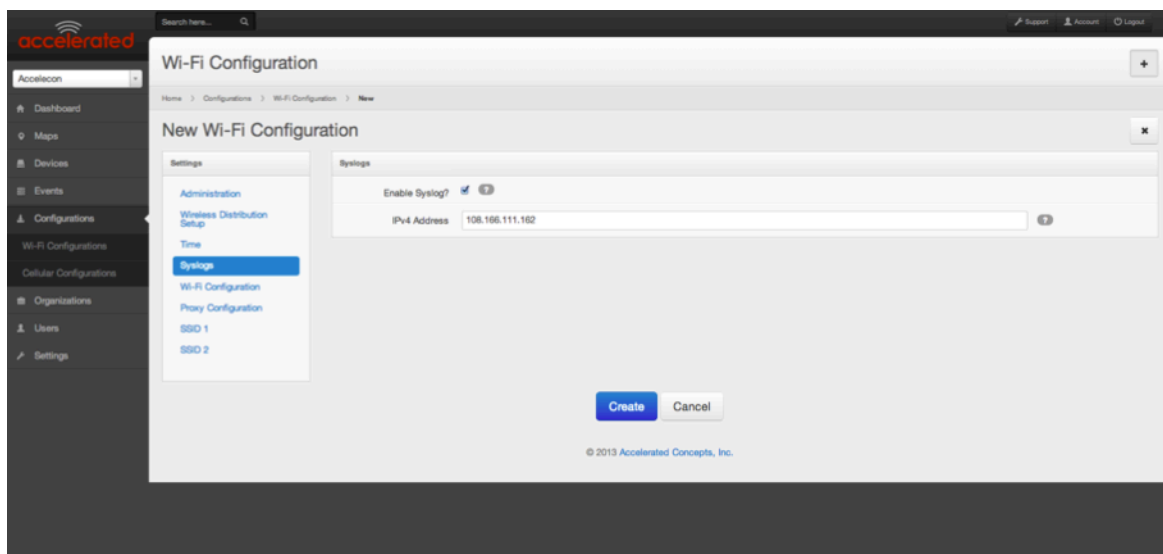 Search here...
Support Account Logout
accelerated
Accelecon
Dashboard
Maps
Devices
Events
Configurations
Wi-Fi Configurations
Cellular Configurations
Organizations
Users
Settings
Wi-Fi Configuration
+
Home > Configurations > Wi-Fi Configuration > New
New Wi-Fi Configuration
×
Settings
Administration
Wireless Distribution
Setup
Time
Syslogs
Wi-Fi Configuration
Proxy Configuration
SSID 1
SSID 2
Syslogs
Enable Syslog? ?
IPv4 Address 108.166.111.162 ?
Create Cancel
© 2013 Accelerated Concepts, Inc.